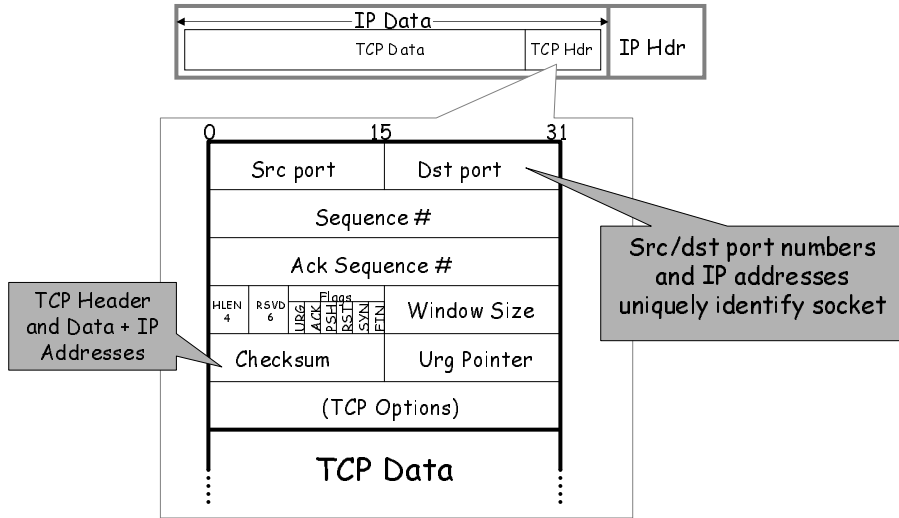 IP Data
TCP Data
TCP Hdr
IP Hdr
0
15
31
Src port
Dst port
Sequence #
Ack Sequence #
HLEN
4
RSVD
6
Flags
URG
ACK
PSH
RST
SYN
FIN
Window Size
Checksum
Urg Pointer
(TCP Options)
TCP Data
Src/dst port numbers
and IP addresses
uniquely identify socket
TCP Header
and Data + IP
Addresses